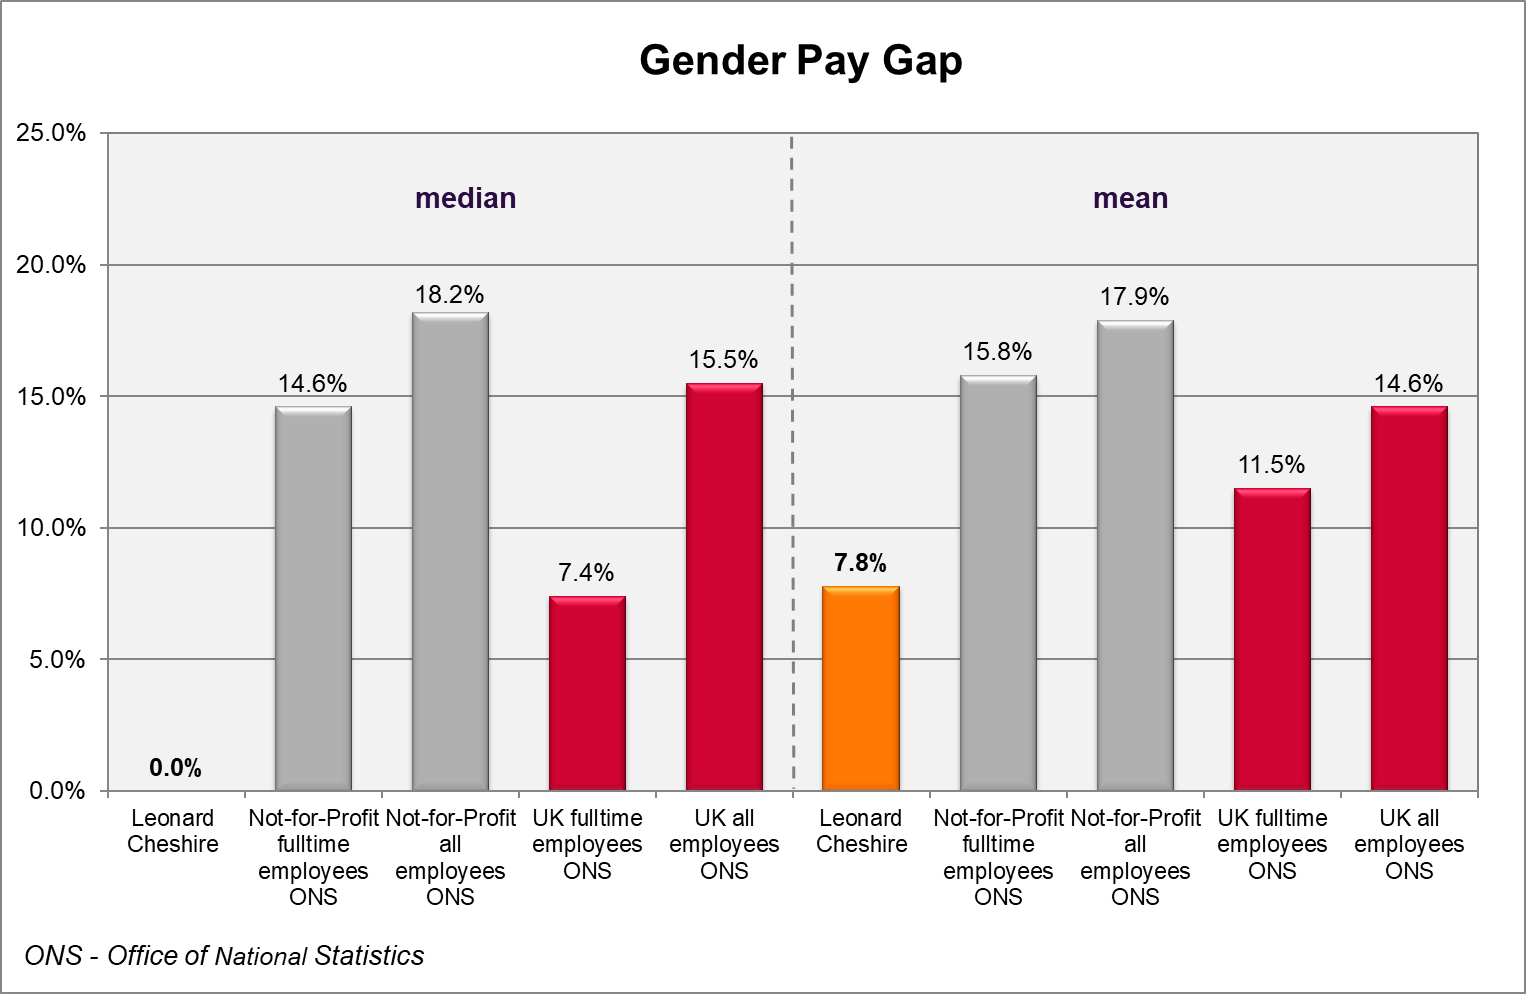 Gender Pay Gap
25.0%
20.0%
15.0%
10.0%
5.0%
0.0%
median
mean
0.0%
14.6%
18.2%
7.4%
15.5%
7.8%
15.8%
17.9%
11.5%
14.6%
Leonard
Cheshire
Not-for-Profit
fulltime
employees
ONS
Not-for-Profit
all
employees
ONS
UK fulltime
employees
ONS
UK all
employees
ONS
Leonard
Cheshire
Not-for-Profit
fulltime
employees
ONS
Not-for-Profit
all
employees
ONS
UK fulltime
employees
ONS
UK all
employees
ONS
ONS - Office of National Statistics